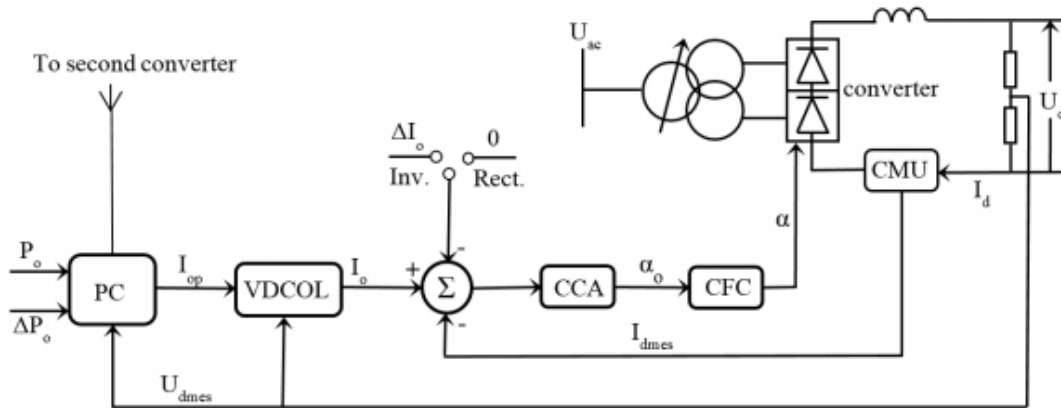 U_ac
To second converter
converter
U_d
ΔI_o
0
Inv.
Rect.
CMU
I_d
α
P_o
I_op
I_o
+
-
Σ
-
PC
VDCOL
CCA
α_o
CFC
ΔP_o
I_dmes
U_dmes